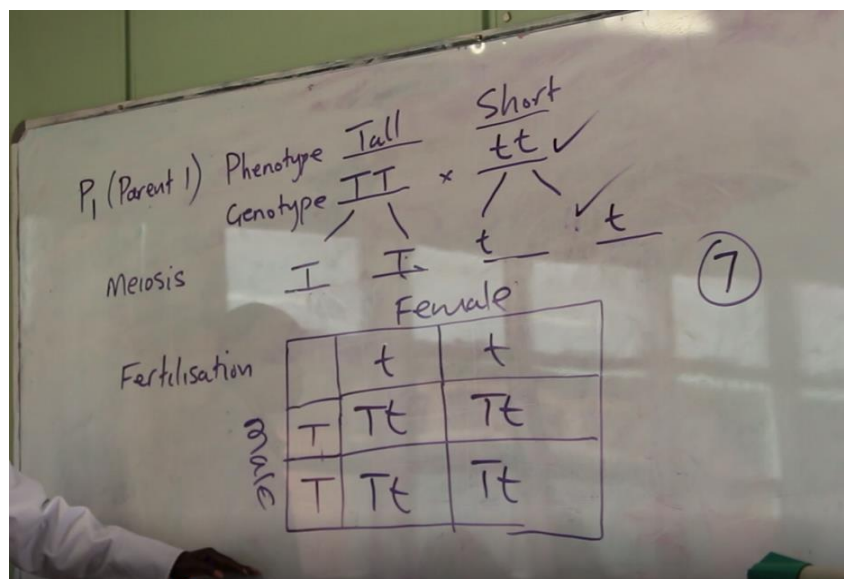 Tall Short
P1 (Parent 1) Phenotype
Genotype TT × tt ✓
Meiosis T T t t ✓
7
Female
Fertilisation t t
Male T Tt Tt
T Tt Tt